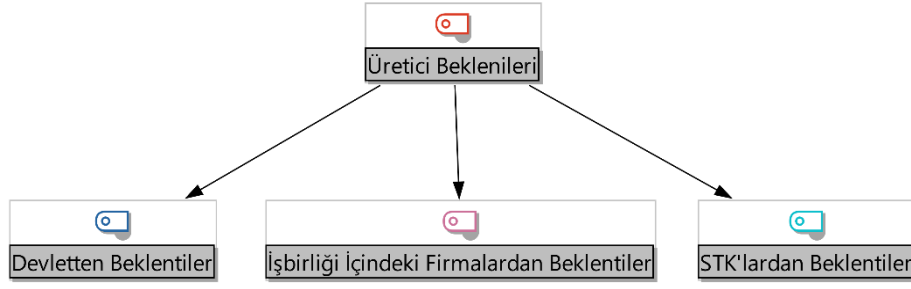 Üretici Beklenileri
Devletten Beklentiler
İşbirliği İçindeki Firmalardan Beklentiler
STK'lardan Beklentiler